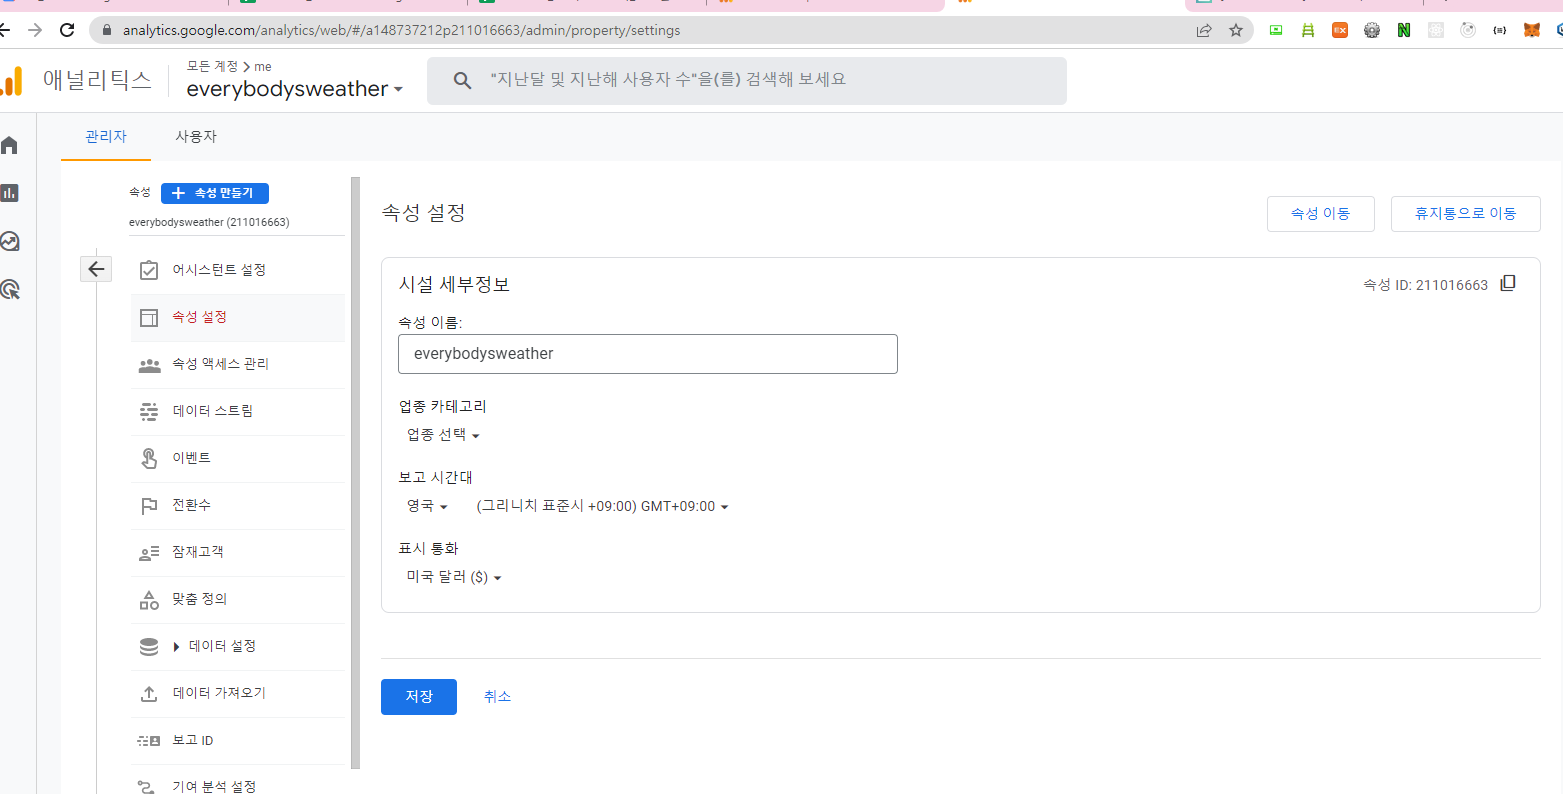 analytics.google.com/analytics/web/#/a148737212p211016663/admin/property/settings
애널리틱스
모든 계정 > me
everybodysweather
"지난달 및 지난해 사용자 수"을(를) 검색해 보세요
관리자
사용자
속성
+ 속성 만들기
everybodysweather (211016663)
어시스턴트 설정
속성 설정
속성 액세스 관리
데이터 스트림
이벤트
전환수
잠재고객
맞춤 정의
데이터 설정
데이터 가져오기
보고 ID
기여 분석 설정
속성 설정
속성 이동
휴지통으로 이동
시설 세부정보
속성 ID: 211016663
속성 이름:
everybodysweather
업종 카테고리
업종 선택
보고 시간대
영국
(그리니치 표준시 +09:00) GMT+09:00
표시 통화
미국 달러 ($)
저장
취소